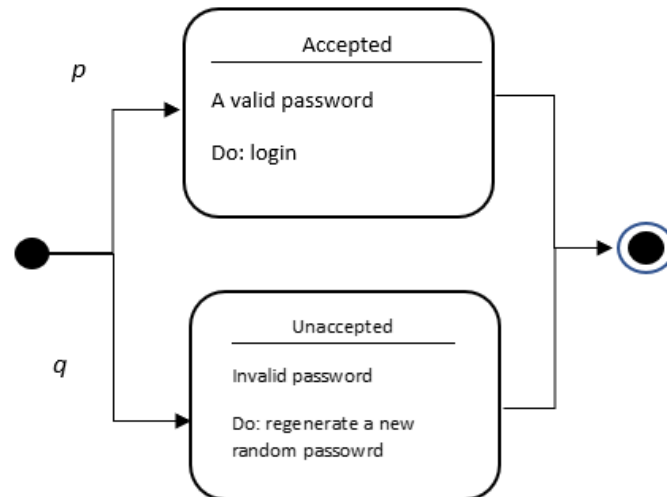 p
Accepted
A valid password
Do: login
q
Unaccepted
Invalid password
Do: regenerate a new
random passowrd